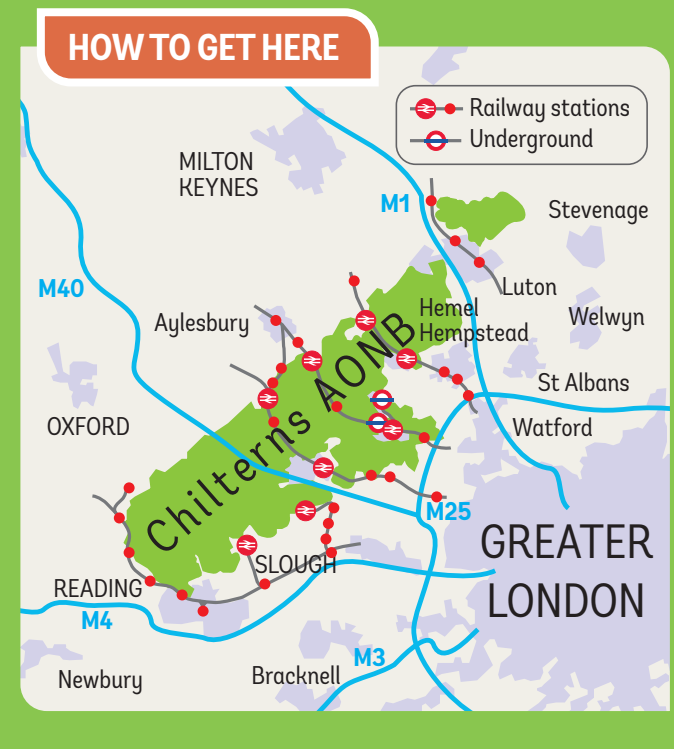 HOW TO GET HERE
Railway stations
Underground
MILTON
KEYNES
M1
Stevenage
M40
Luton
Aylesbury
Hemel
Hempstead
Welwyn
St Albans
OXFORD
Watford
Chilterns AONB
M25
GREATER
LONDON
SLOUGH
READING
M4
M3
Newbury
Bracknell